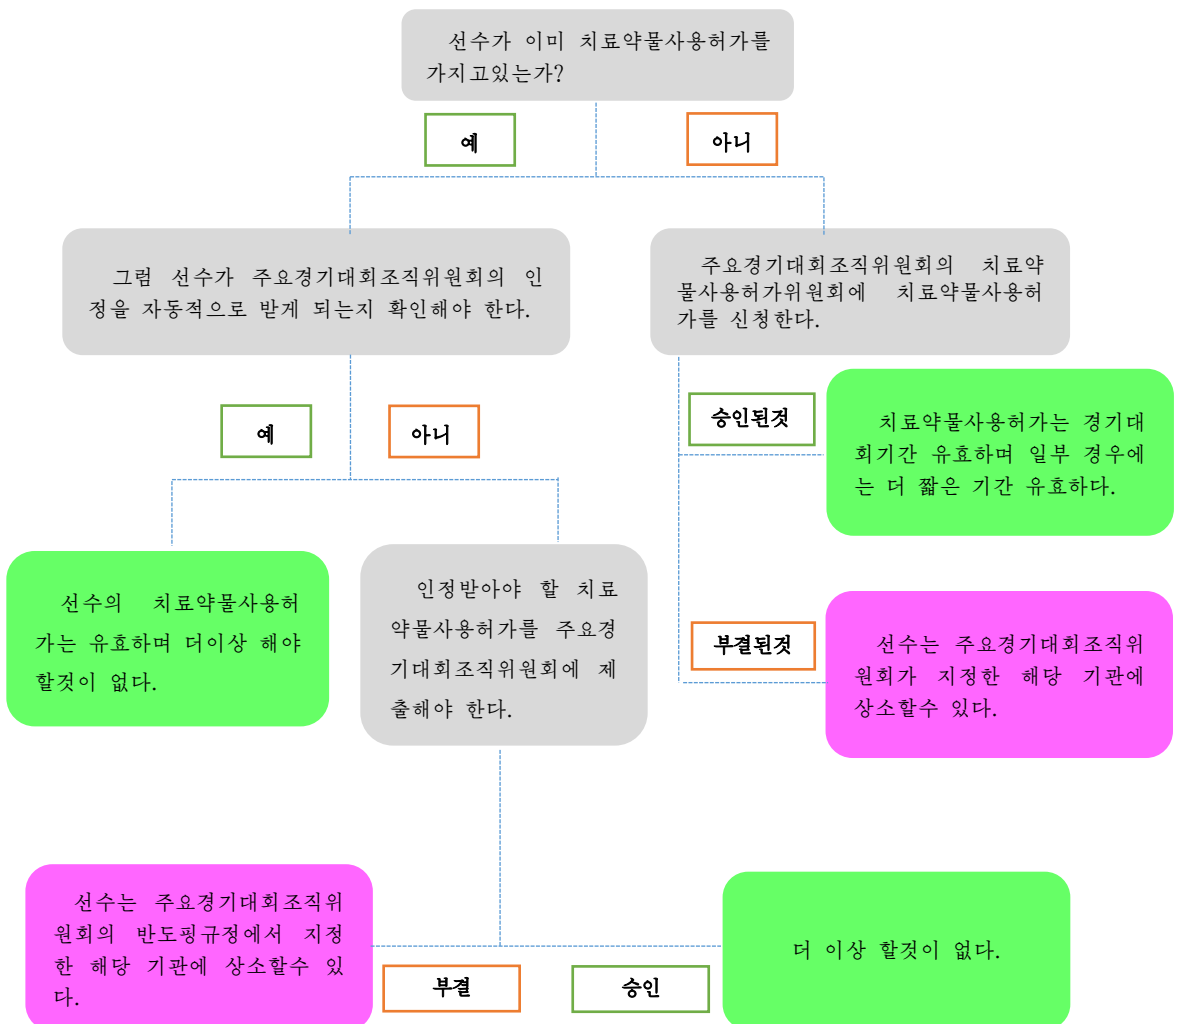 선수가 이미 치료약물사용허가를
가지고있는가?
예
아니
그럼 선수가 주요경기대회조직위원회의 인
정을 자동적으로 받게 되는지 확인해야 한다.
주요경기대회조직위원회의 치료약
물사용허가위원회에 치료약물사용허
가를 신청한다.
예
아니
승인된것
치료약물사용허가는 경기대
회기간 유효하며 일부 경우에
는 더 짧은 기간 유효하다.
선수의 치료약물사용허
가는 유효하며 더이상 해야
할것이 없다.
인정받아야 할 치료
약물사용허가를 주요경
기대회조직위원회에 제
출해야 한다.
부결된것
선수는 주요경기대회조직위
원회가 지정한 해당 기관에
상소할수 있다.
선수는 주요경기대회조직위
원회의 반도핑규정에서 지정
한 해당 기관에 상소할수 있
다.
부결
승인
더 이상 할것이 없다.